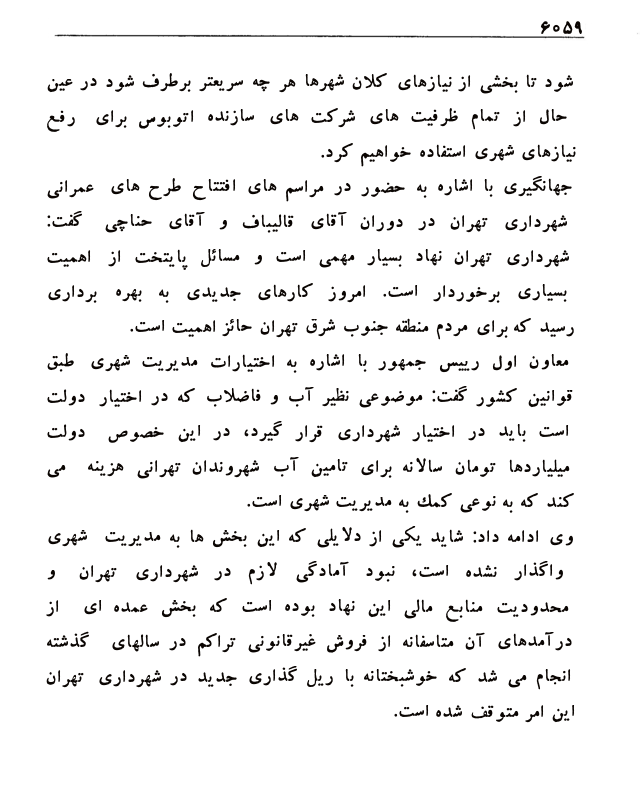 ۶۰۵۹
شود تا بخشی از نیازهای کلان شهرها هر چه سریعتر برطرف شود در عین
حال از تمام ظرفیت های شرکت های سازنده اتوبوس برای رفع
نیازهای شهری استفاده خواهیم کرد.
جهانگیری با اشاره به حضور در مراسم های افتتاح طرح های عمرانی
شهرداری تهران در دوران آقای قالیباف و آقای حناچی گفت:
شهرداری تهران نهاد بسیار مهمی است و مسائل پایتخت از اهمیت
بسیاری برخوردار است. امروز کارهای جدیدی به بهره برداری
رسید که برای مردم منطقه جنوب شرق تهران حائز اهمیت است.
معاون اول رییس جمهور با اشاره به اختیارات مدیریت شهری طبق
قوانین کشور گفت: موضوعی نظیر آب و فاضلاب که در اختیار دولت
است باید در اختیار شهرداری قرار گیرد، در این خصوص دولت
میلیاردها تومان سالانه برای تامین آب شهروندان تهرانی هزینه می
کند که به نوعی کمك به مدیریت شهری است.
وی ادامه داد: شاید یکی از دلایلی که این بخش ها به مدیریت شهری
واگذار نشده است، نبود آمادگی لازم در شهرداری تهران و
محدودیت منابع مالی این نهاد بوده است که بخش عمده ای از
درآمدهای آن متاسفانه از فروش غیرقانونی تراکم در سالهای گذشته
انجام می شد که خوشبختانه با ریل گذاری جدید در شهرداری تهران
این امر متوقف شده است.